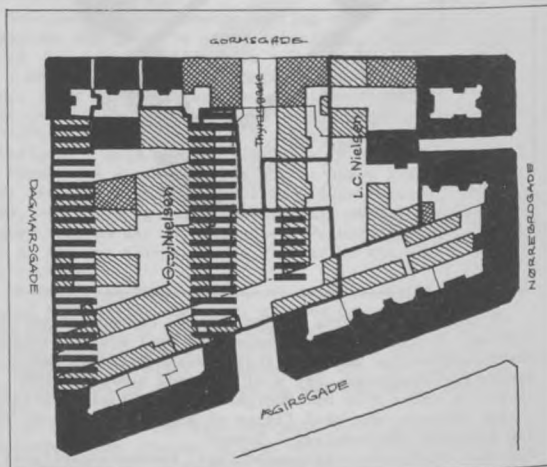 GORMSGADE
Thyrasgade
L.C. Nielsen
O.J. Nielsen
DAGMARSGADE
NØRREBROGADE
ÆGIRSGADE